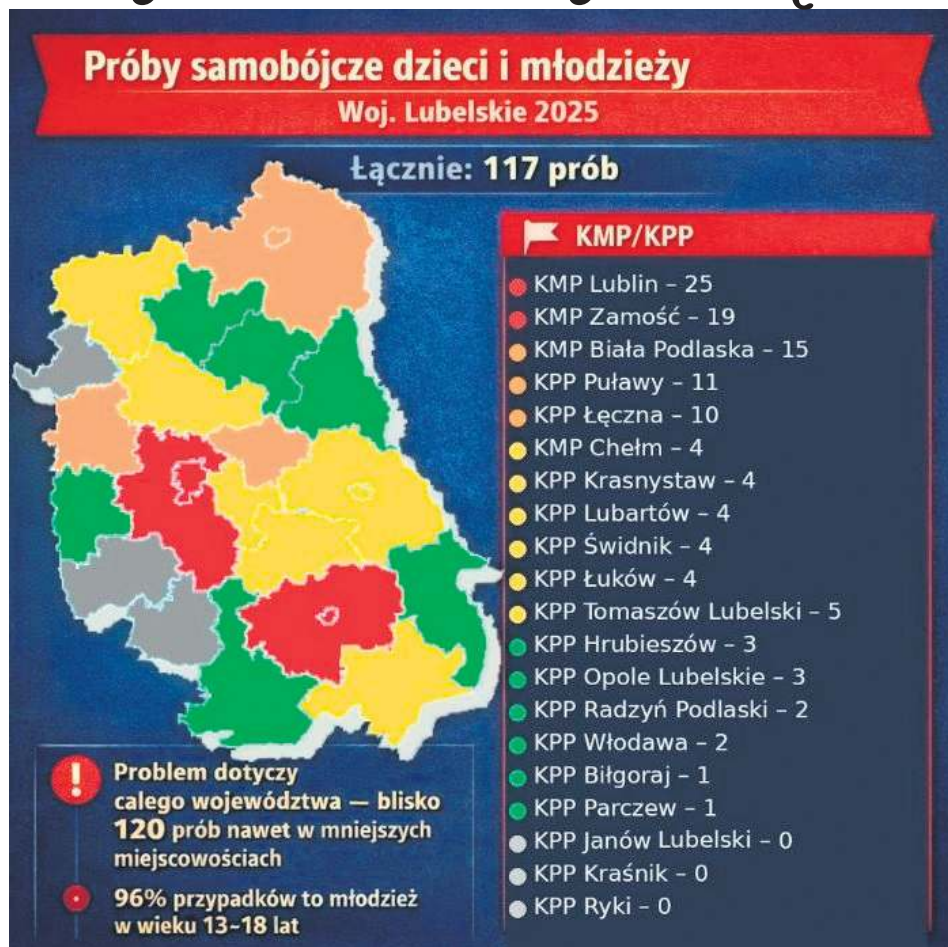 Próby samobójcze dzieci i młodzieży
Woj. Lubelskie 2025
Łącznie: 117 prób
KMP/KPP
KMP Lublin – 25
KMP Zamość – 19
KMP Biała Podlaska – 15
KPP Puławy – 11
KPP Łęczna – 10
KMP Chełm – 4
KPP Krasnystaw – 4
KPP Lubartów – 4
KPP Świdnik – 4
KPP Łuków – 4
KPP Tomaszów Lubelski – 5
KPP Hrubieszów – 3
KPP Opole Lubelskie – 3
KPP Radzyń Podlaski – 2
KPP Włodawa – 2
KPP Biłgoraj – 1
KPP Parczew – 1
KPP Janów Lubelski – 0
KPP Kraśnik – 0
KPP Ryki – 0
! Problem dotyczy
calego województwa — blisko
120 prób nawet w mniejszych
miejscowościach
96% przypadków to młodzież
w wieku 13~18 lat